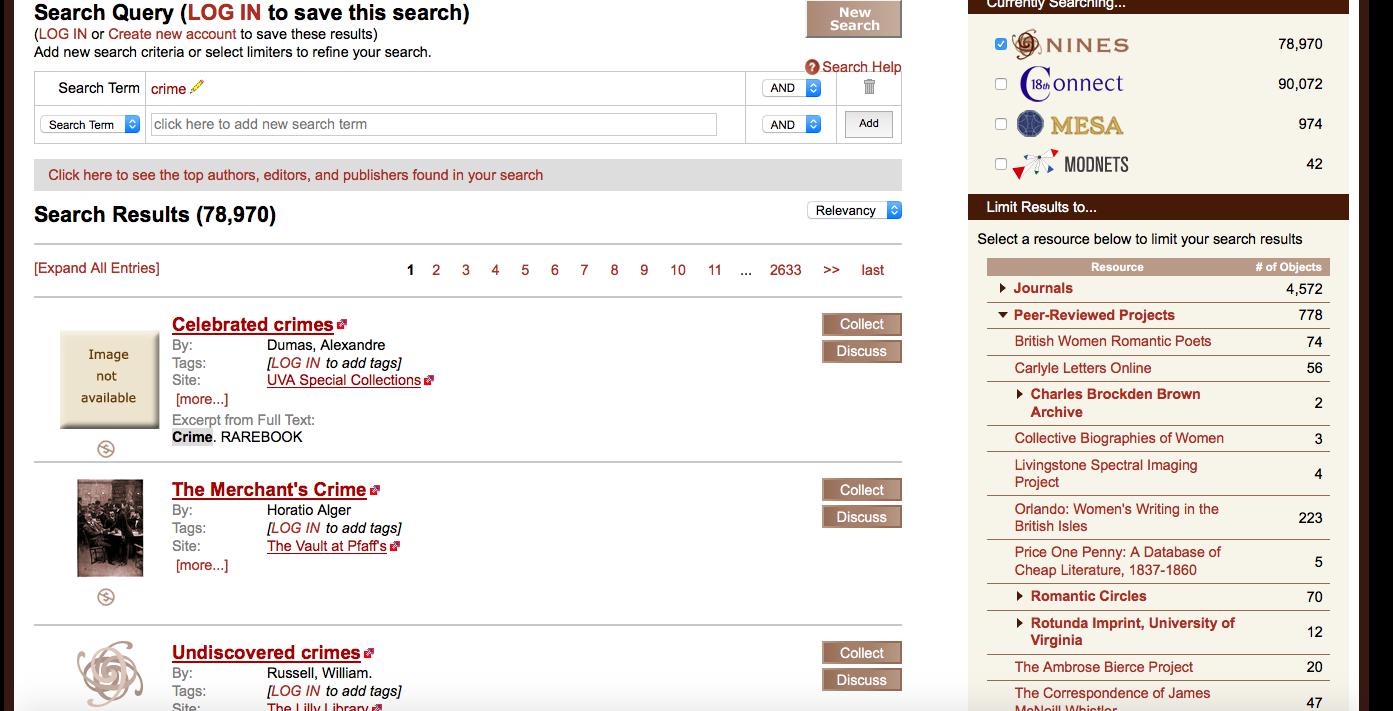 Search Query (LOG IN to save this search)
(LOG IN or Create new account to save these results)
Add new search criteria or select limiters to refine your search.
New
Search
Search Help
Search Term crime AND
Search Term click here to add new search term AND Add
Click here to see the top authors, editors, and publishers found in your search
Search Results (78,970)
Relevancy
[Expand All Entries] 1 2 3 4 5 6 7 8 9 10 11 ... 2633 >> last
Image
not
available
Celebrated crimes
By: Dumas, Alexandre
Tags: [LOG IN to add tags]
Site: UVA Special Collections
[more...]
Excerpt from Full Text:
Crime. RAREBOOK
Collect
Discuss
The Merchant's Crime
By: Horatio Alger
Tags: [LOG IN to add tags]
Site: The Vault at Pfaff's
[more...]
Collect
Discuss
Undiscovered crimes
By: Russell, William.
Tags: [LOG IN to add tags]
Site: The Lilly Library
Collect
Discuss
Currently Searching...
NINES 78,970
18th Connect 90,072
MESA 974
MODNETS 42
Limit Results to...
Select a resource below to limit your search results
Resource # of Objects
Journals 4,572
Peer-Reviewed Projects 778
British Women Romantic Poets 74
Carlyle Letters Online 56
Charles Brockden Brown
Archive 2
Collective Biographies of Women 3
Livingstone Spectral Imaging
Project 4
Orlando: Women's Writing in the
British Isles 223
Price One Penny: A Database of
Cheap Literature, 1837-1860 5
Romantic Circles 70
Rotunda Imprint, University of
Virginia 12
The Ambrose Bierce Project 20
The Correspondence of James
McNeill Whistler 47